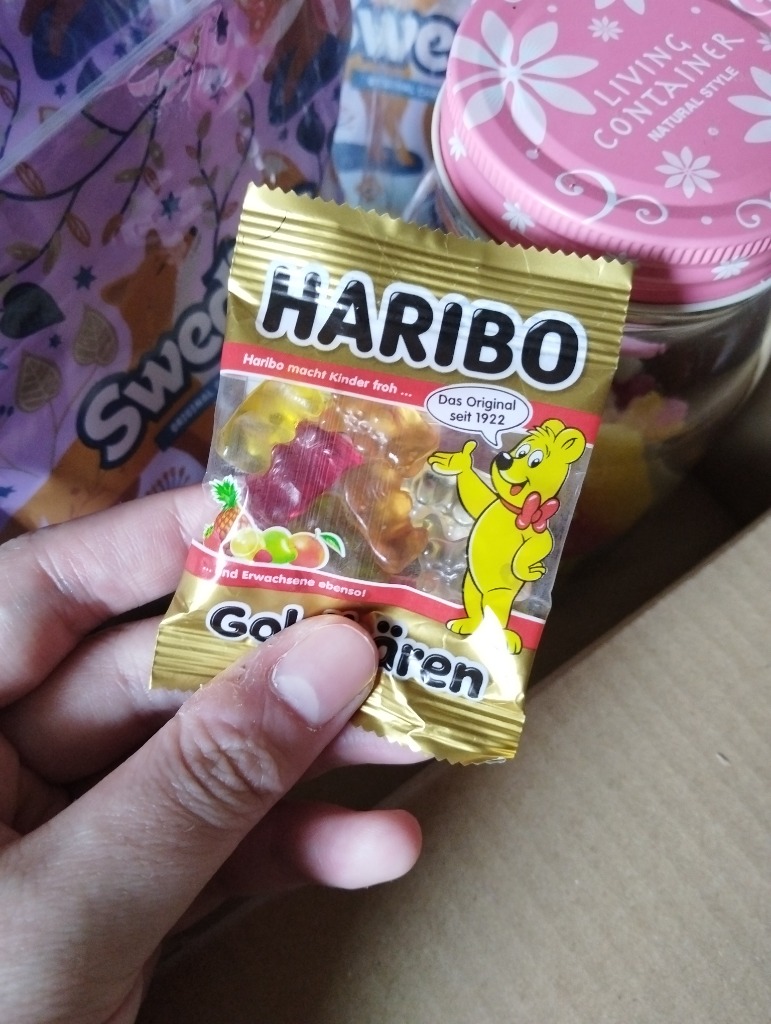 LIVING
CONTAINER
NATURAL STYLE
HARIBO
Haribo macht Kinder froh ...
Das Original
seit 1922
... und Erwachsene ebenso!